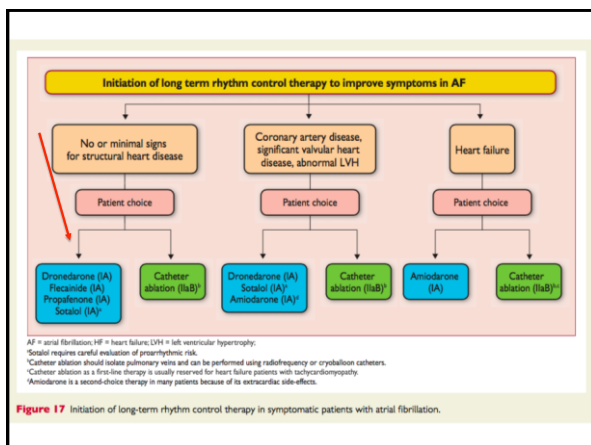 Initiation of long term rhythm control therapy to improve symptoms in AF
No or minimal signs
for structural heart disease
Coronary artery disease,
significant valvular heart
disease, abnormal LVH
Heart failure
Patient choice
Patient choice
Patient choice
Dronedarone (IA)
Flecainide (IA)
Propafenone (IA)
Sotalol (IA)ᵃ
Catheter
ablation (IIaB)ᵇ
Dronedarone (IA)
Sotalol (IA)ᵃ
Amiodarone (IA)ᵈ
Catheter
ablation (IIaB)ᵇ
Amiodarone
(IA)
Catheter
ablation (IIaB)ᵇᶜ
AF = atrial fibrillation; HF = heart failure; LVH = left ventricular hypertrophy;
ᵃSotalol requires careful evaluation of proarrhythmic risk.
ᵇCatheter ablation should isolate pulmonary veins and can be performed using radiofrequency or cryoballoon catheters.
ᶜCatheter ablation as a first-line therapy is usually reserved for heart failure patients with tachycardiomyopathy.
ᵈAmiodarone is a second-choice therapy in many patients because of its extracardiac side-effects.
Figure 17 Initiation of long-term rhythm control therapy in symptomatic patients with atrial fibrillation.